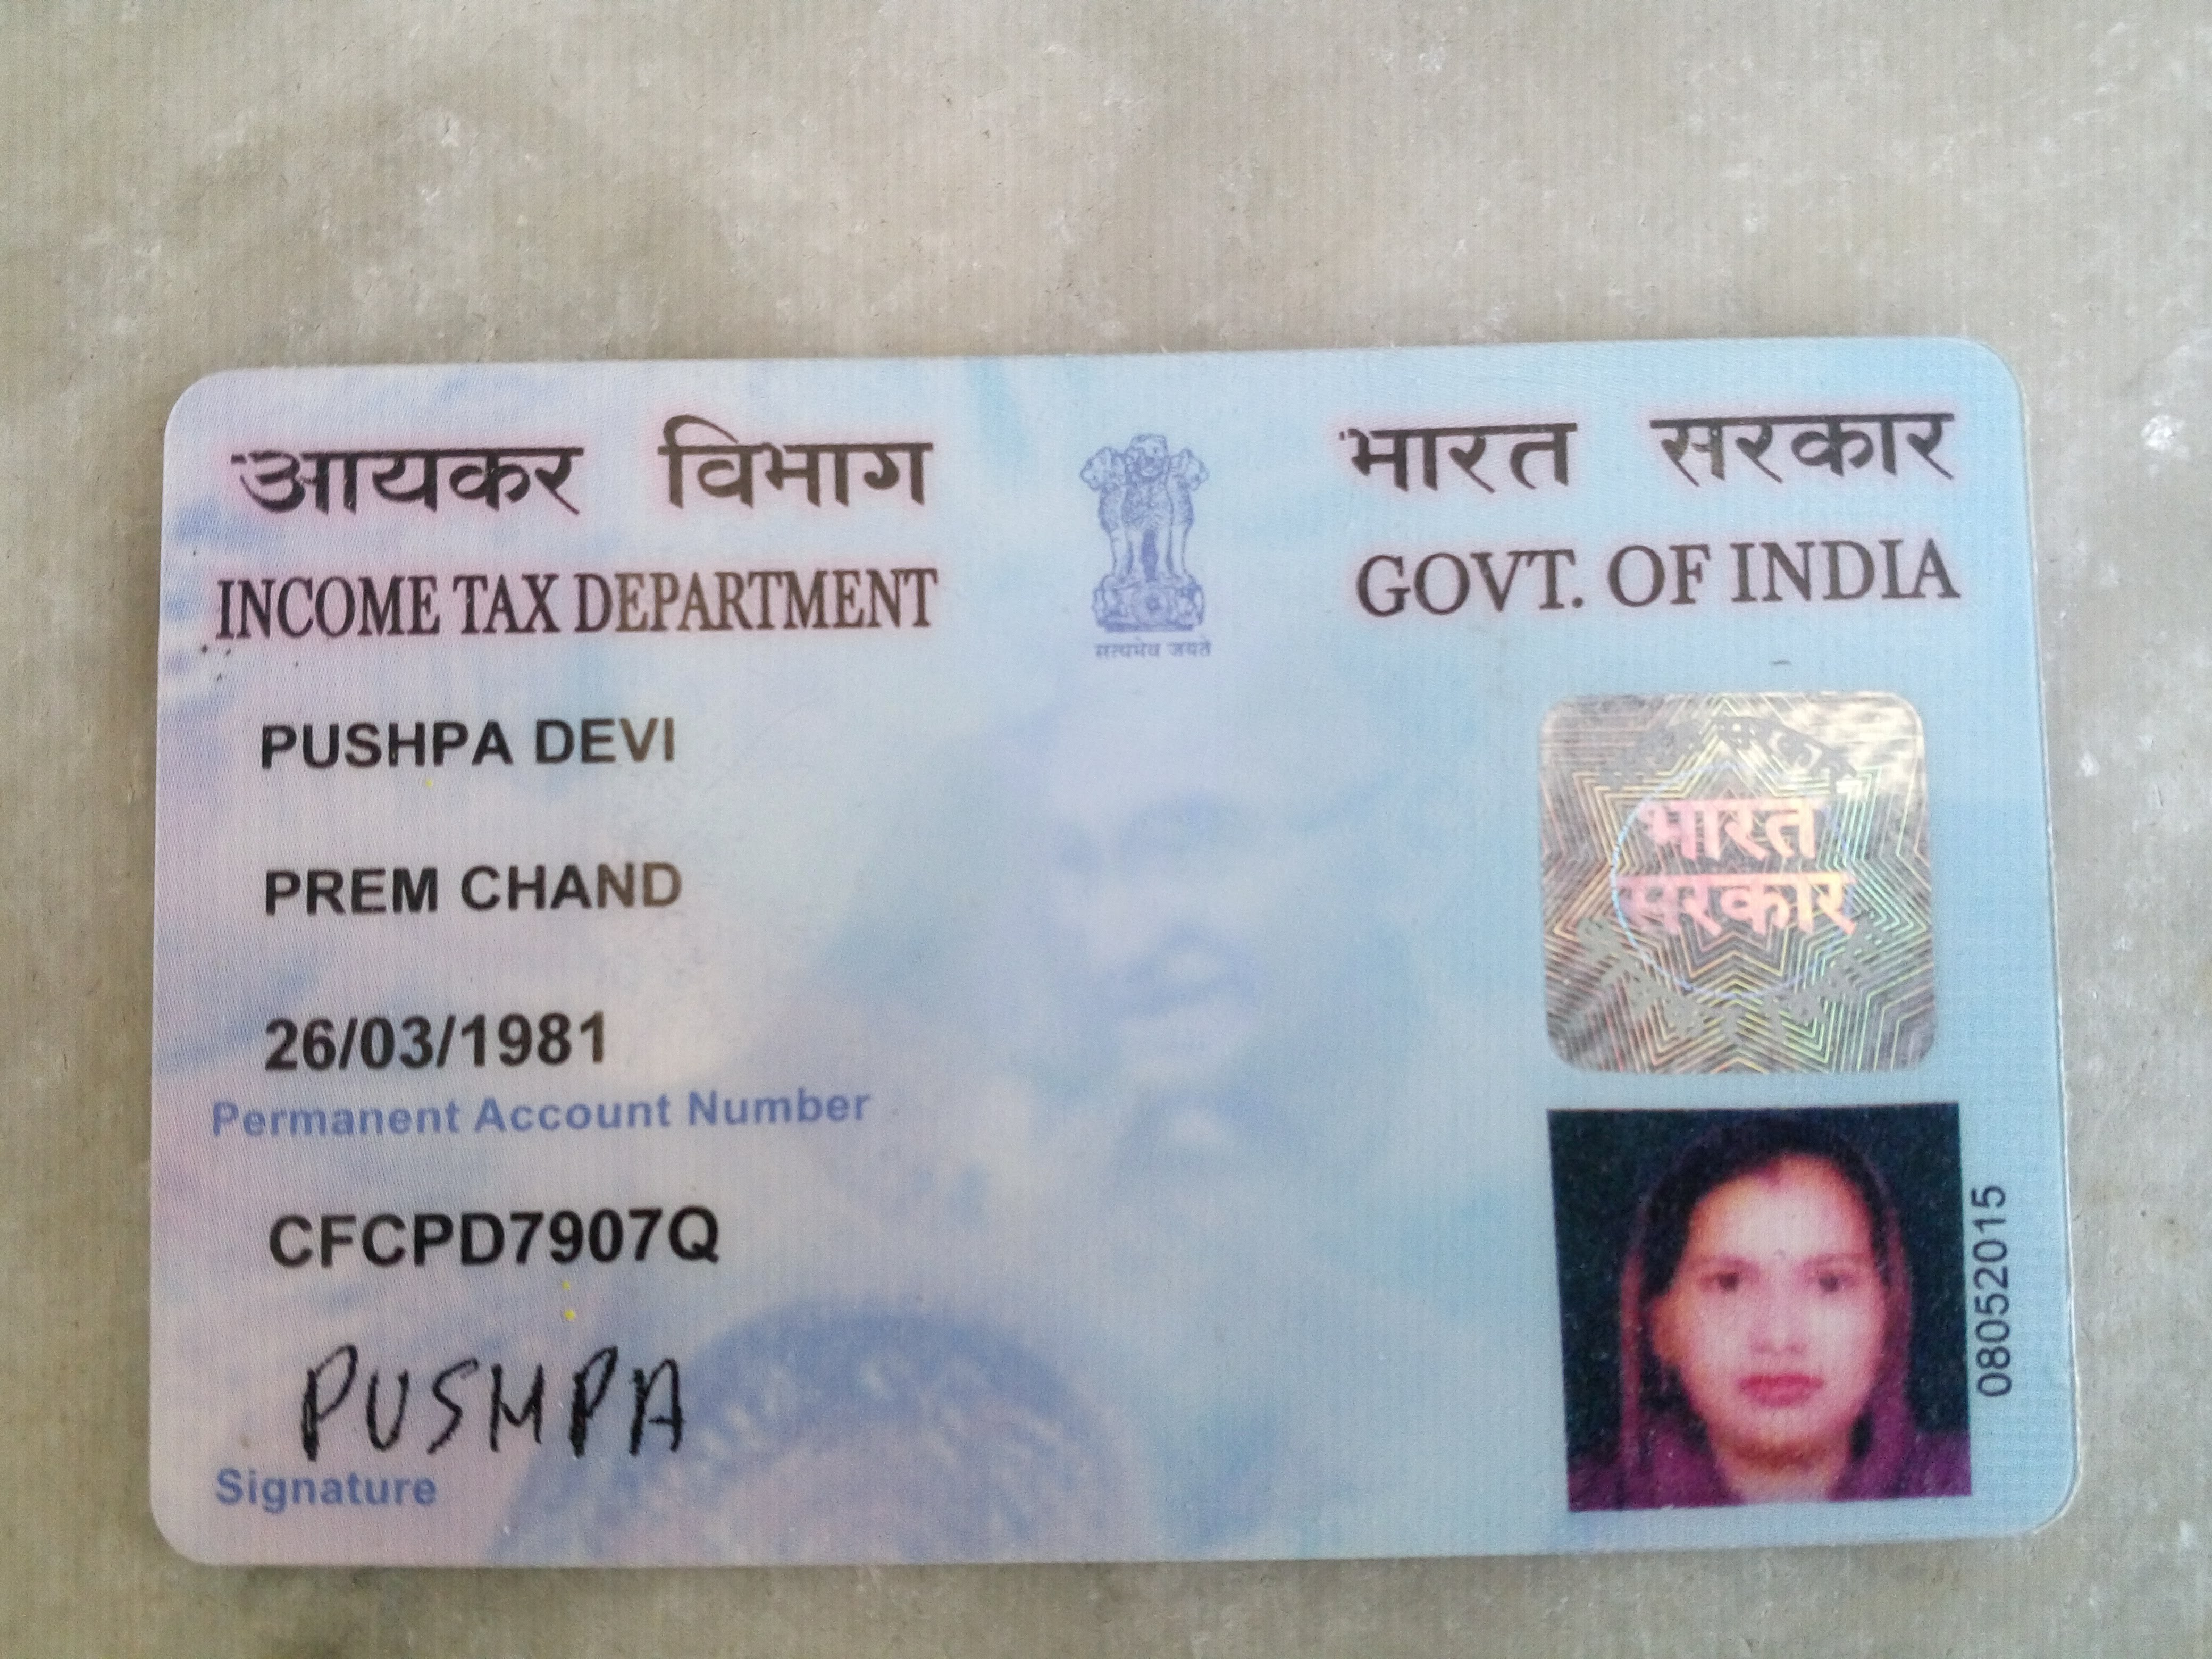 आयकर विभाग
INCOME TAX DEPARTMENT
सत्यमेव जयते
भारत सरकार
GOVT. OF INDIA
PUSHPA DEVI
PREM CHAND
26/03/1981
Permanent Account Number
CFCPD7907Q
PUSHPA
Signature
भारत
सरकार
08052015